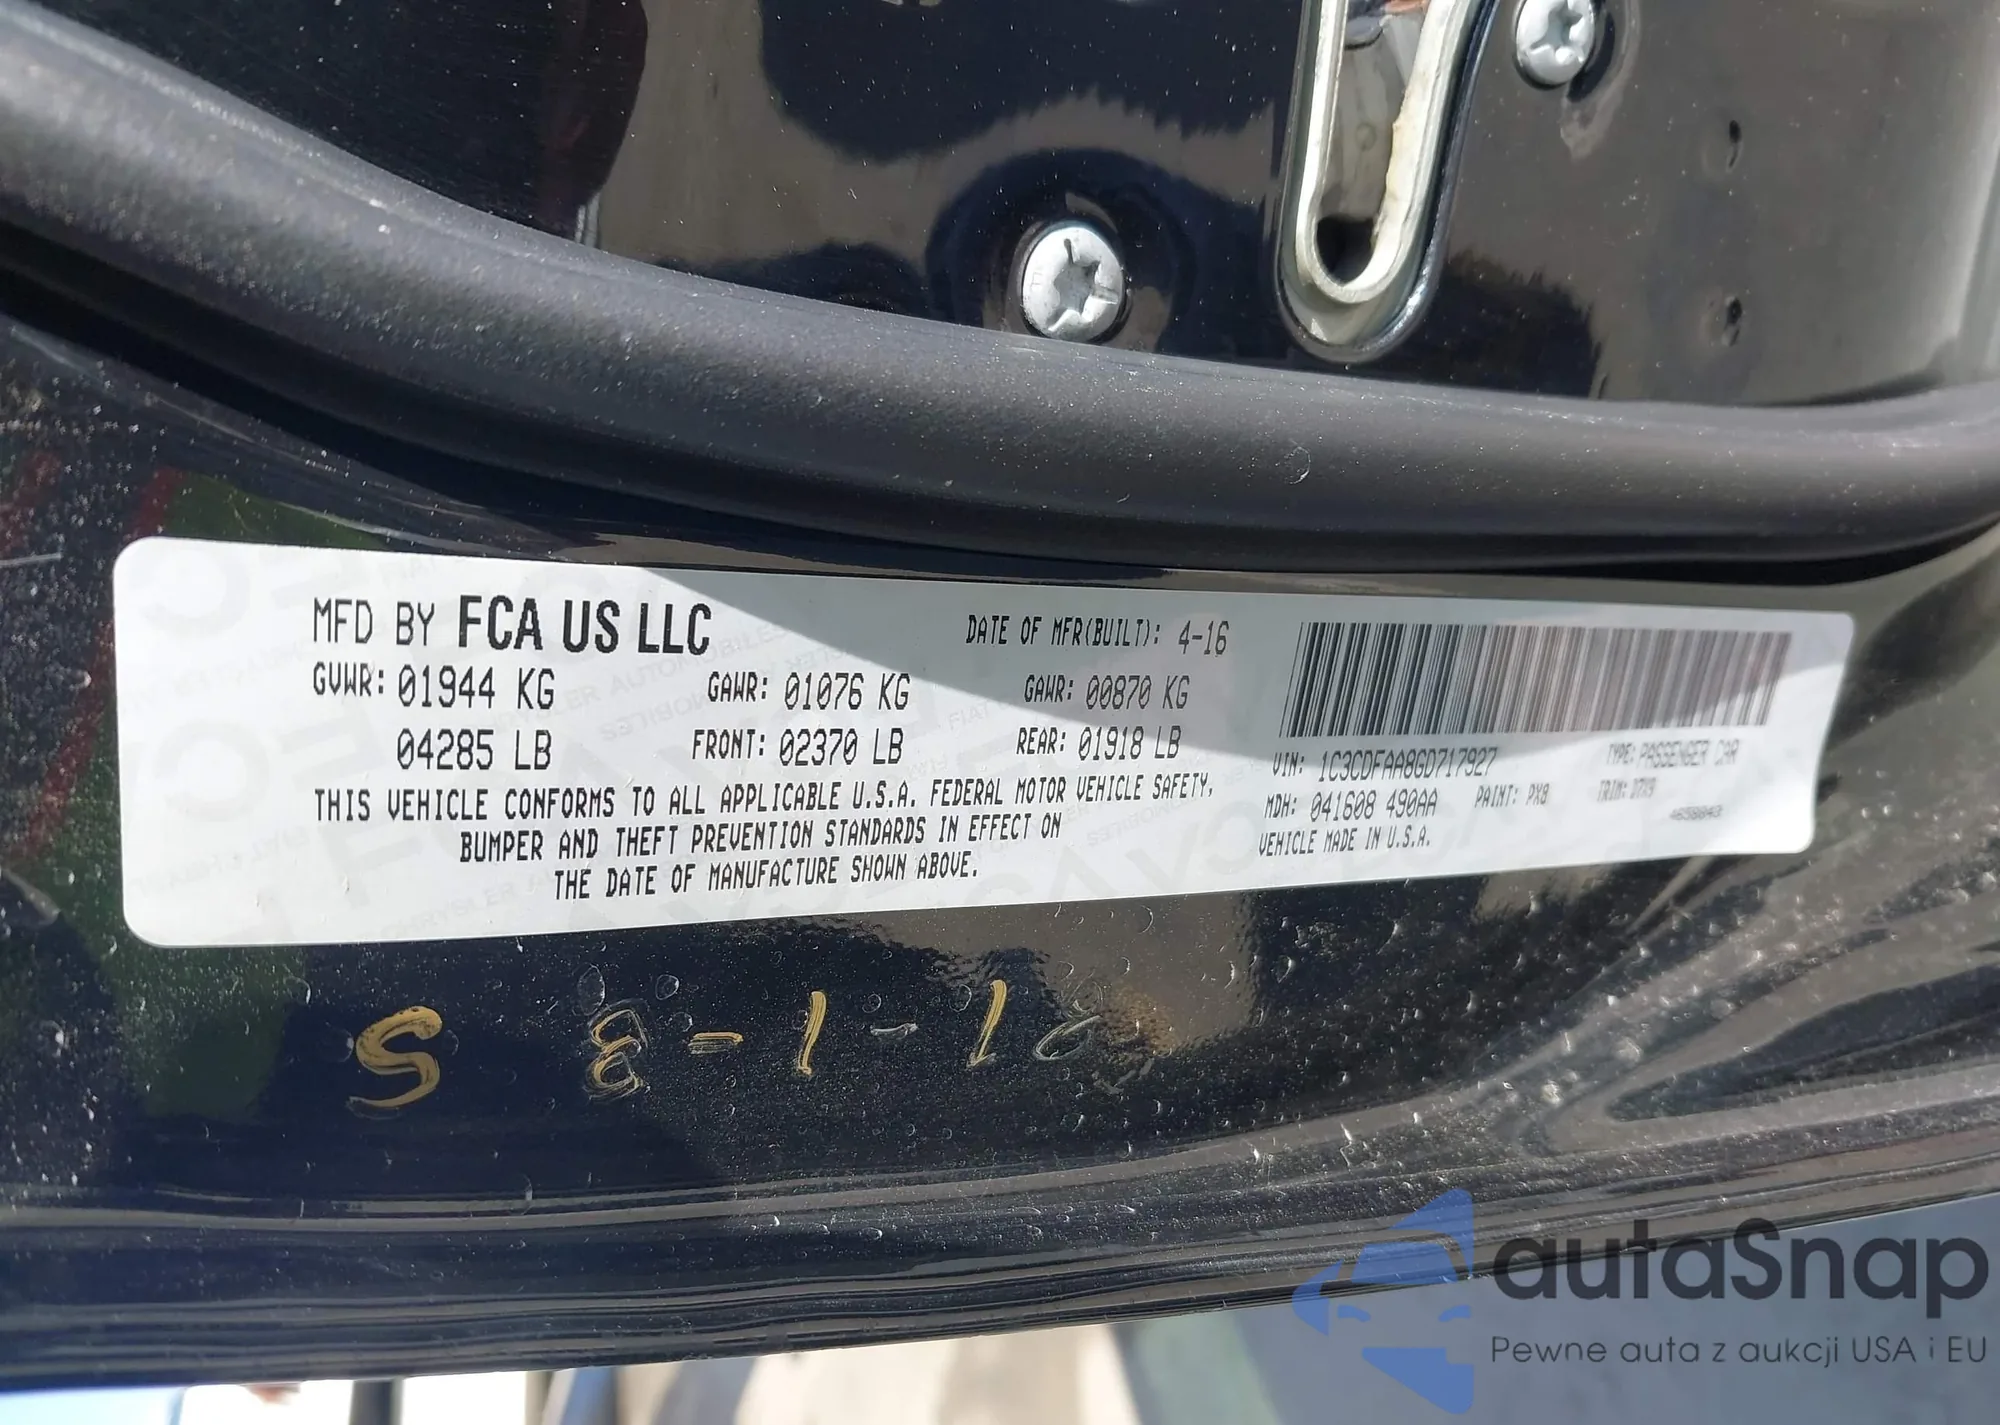 MFD BY FCA US LLC
DATE OF MFR(BUILT): 4-16
GVWR: 01944 KG
GAWR: 01076 KG
GAWR: 00870 KG
04285 LB
FRONT: 02370 LB
REAR: 01918 LB
THIS VEHICLE CONFORMS TO ALL APPLICABLE U.S.A. FEDERAL MOTOR VEHICLE SAFETY,
BUMPER AND THEFT PREVENTION STANDARDS IN EFFECT ON
THE DATE OF MANUFACTURE SHOWN ABOVE.
VIN: 1C3CDFAA8GD717927
TYPE: PASSENGER CAR
MDH: 041608 490AA
PAINT: PX8
TRIM: D7X9
VEHICLE MADE IN U.S.A.
autaSnap
Pewne auta z aukcji USA i EU